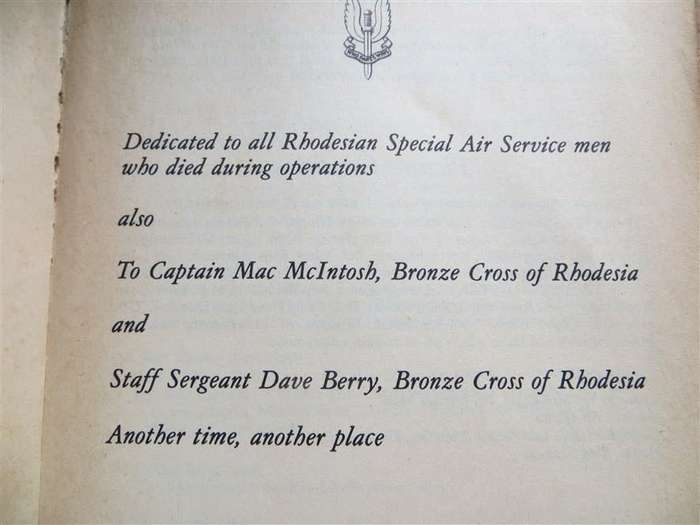 Dedicated to all Rhodesian Special Air Service men
who died during operations
also
To Captain Mac McIntosh, Bronze Cross of Rhodesia
and
Staff Sergeant Dave Berry, Bronze Cross of Rhodesia
Another time, another place